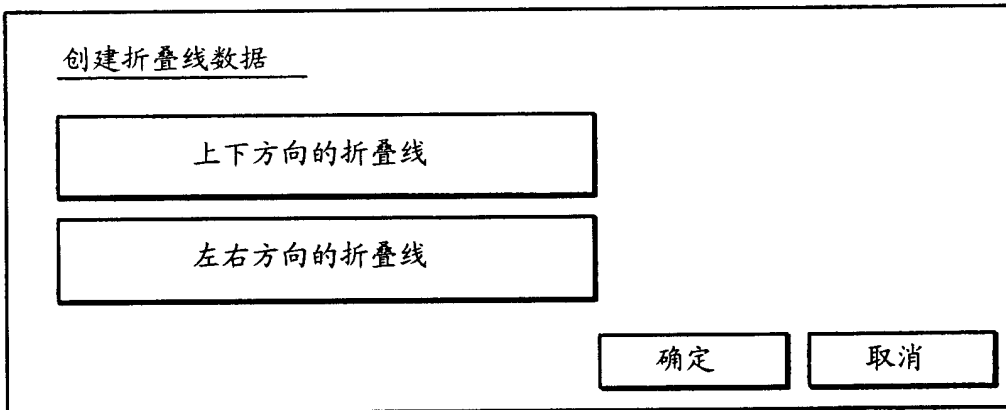 创建折叠线数据
上下方向的折叠线
左右方向的折叠线
确定
取消